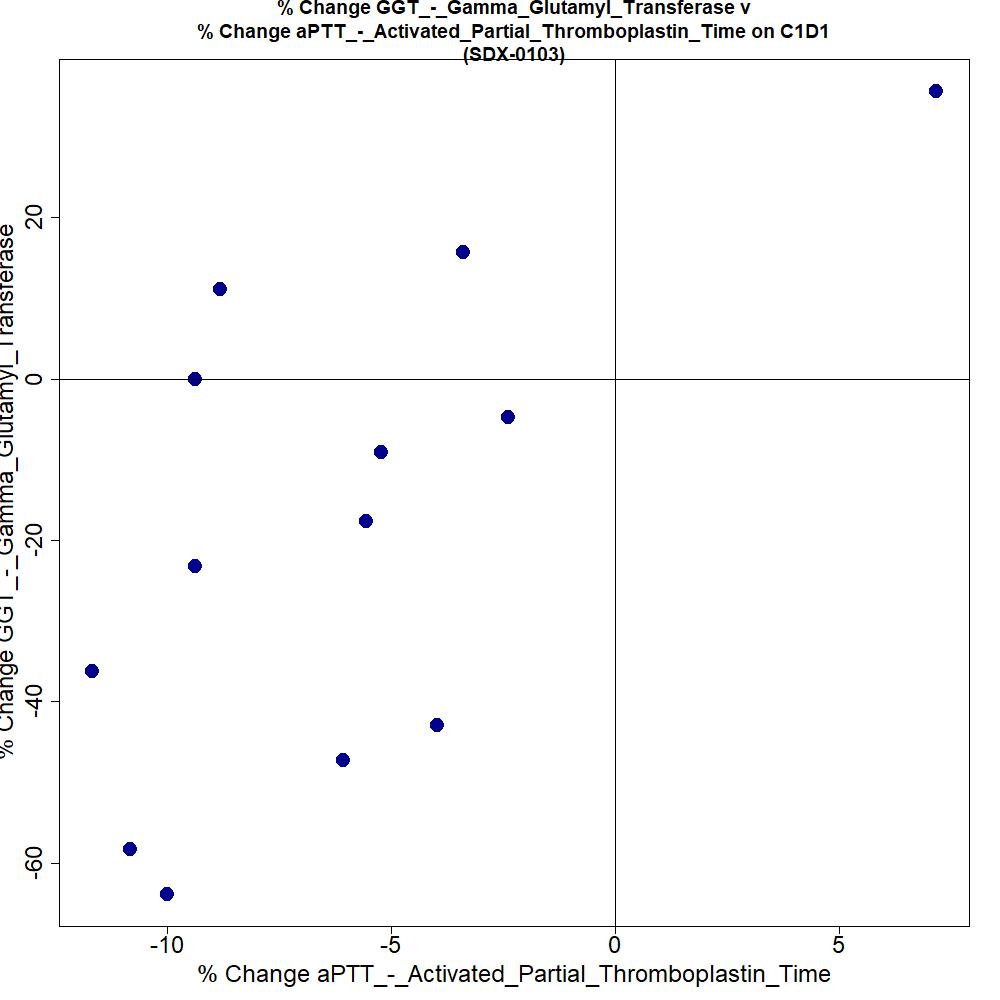 % Change GGT_-_Gamma_Glutamyl_Transferase v
% Change aPTT_-_Activated_Partial_Thromboplastin_Time on C1D1
(SDX-0103)
% Change GGT_-_Gamma_Glutamyl_Transferase
20
0
-20
-40
-60
-10
-5
0
5
% Change aPTT_-_Activated_Partial_Thromboplastin_Time